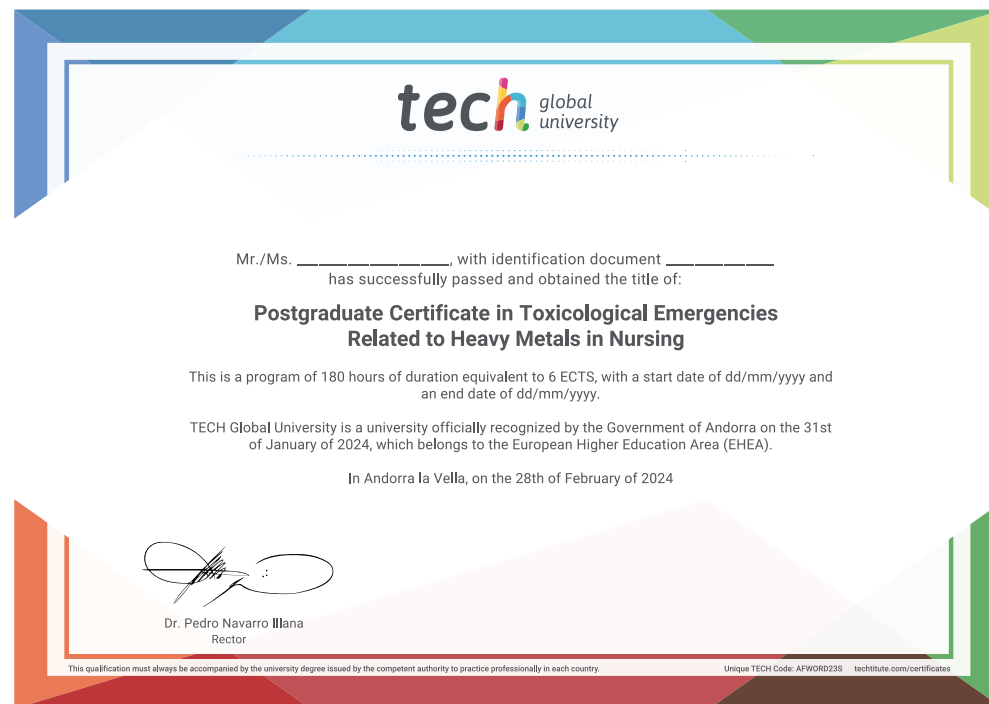 tech global
university
Mr./Ms. ________________, with identification document ____________
has successfully passed and obtained the title of:
Postgraduate Certificate in Toxicological Emergencies
Related to Heavy Metals in Nursing
This is a program of 180 hours of duration equivalent to 6 ECTS, with a start date of dd/mm/yyyy and
an end date of dd/mm/yyyy.
TECH Global University is a university officially recognized by the Government of Andorra on the 31st
of January of 2024, which belongs to the European Higher Education Area (EHEA).
In Andorra la Vella, on the 28th of February of 2024
Dr. Pedro Navarro Illana
Rector
This qualification must always be accompanied by the university degree issued by the competent authority to practice professionally in each country.
Unique TECH Code: AFWORD23S techtitute.com/certificates